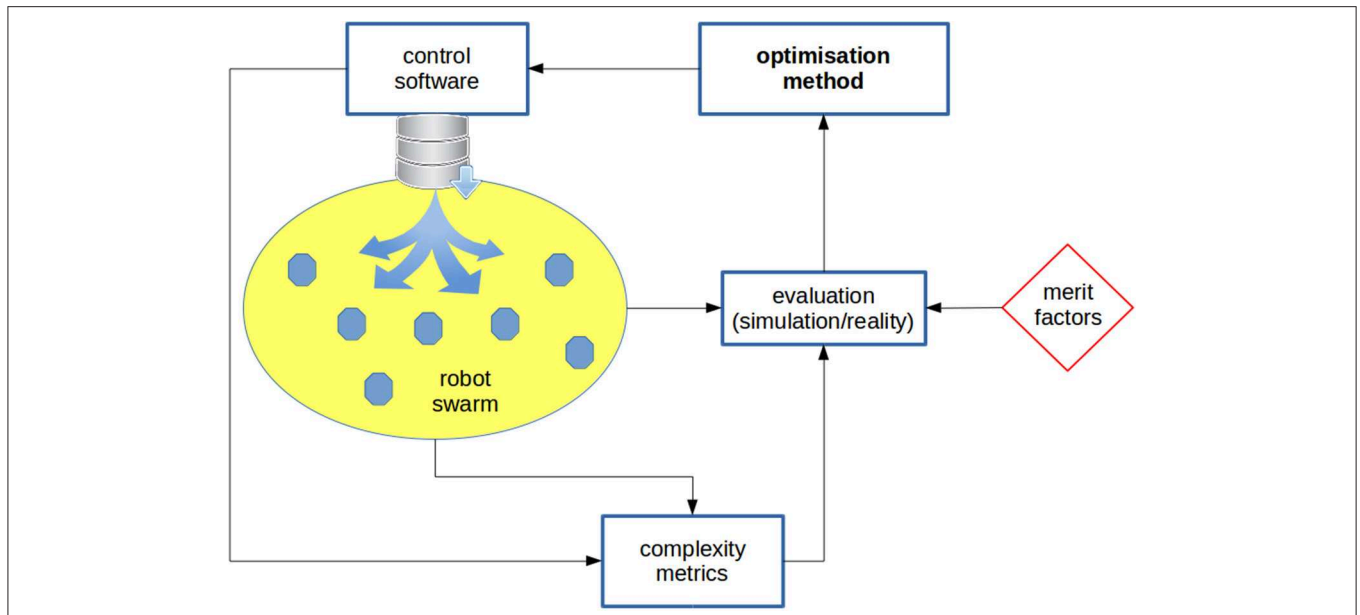 control
software
optimisation
method
evaluation
(simulation/reality)
merit
factors
robot
swarm
complexity
metrics